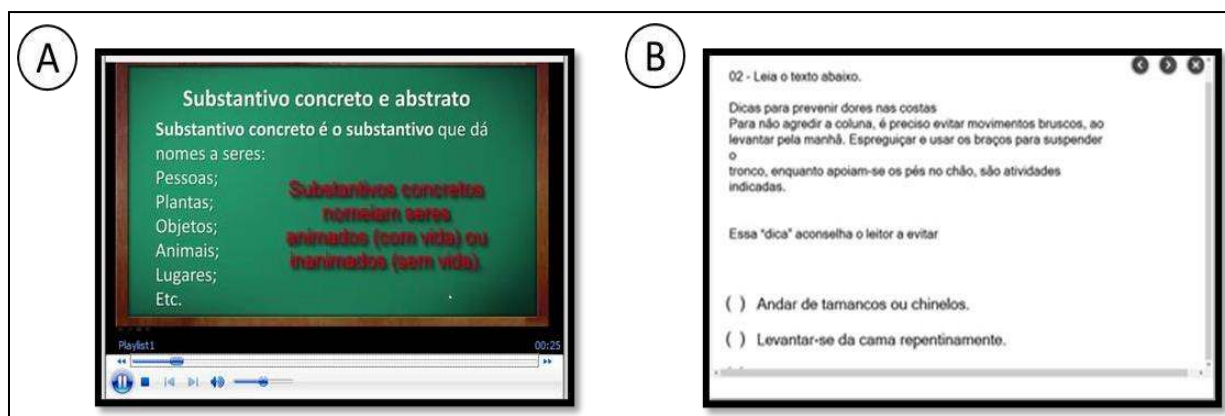 A
Substantivo concreto e abstrato
Substantivo concreto é o substantivo que dá
nomes a seres:
Pessoas;
Plantas;
Objetos;
Animais;
Lugares;
Etc.
Substantivos concretos
nomeiam seres
animados (com vida) ou
inanimados (sem vida).
Playlist1
00:25
B
02 - Leia o texto abaixo.
Dicas para prevenir dores nas costas
Para não agredir a coluna, é preciso evitar movimentos bruscos, ao
levantar pela manhã. Espreguiçar e usar os braços para suspender
o
tronco, enquanto apoiam-se os pés no chão, são atividades
indicadas.
Essa "dica" aconselha o leitor a evitar
( ) Andar de tamancos ou chinelos.
( ) Levantar-se da cama repentinamente.